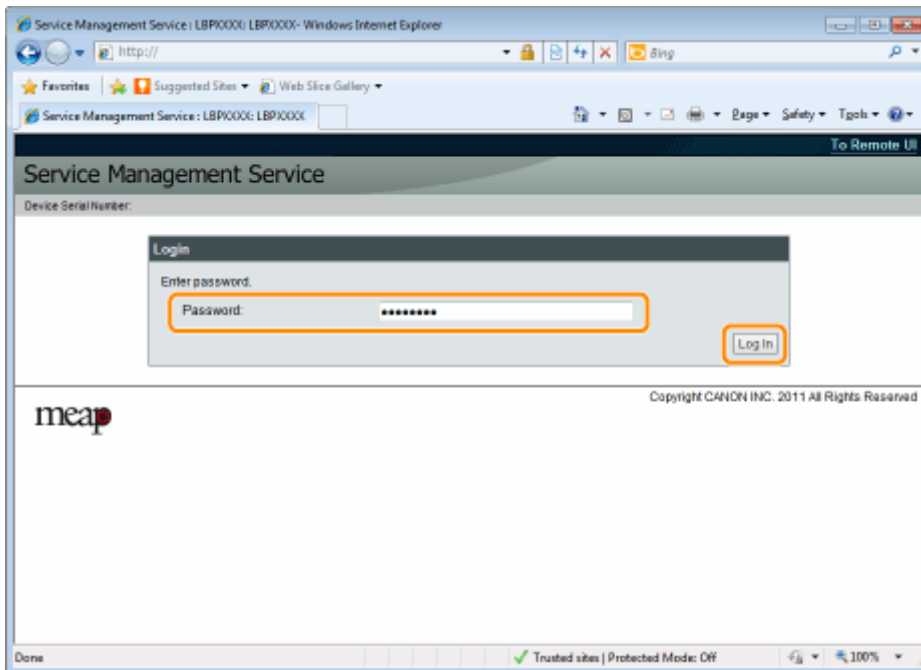 Service Management Service : LBPXXXX: LBPXXXX- Windows Internet Explorer
http://
Bing
Favorites Suggested Sites Web Slice Gallery
Service Management Service : LBPXXXX: LBPXXXX
Page Safety Tools
To Remote UI
Service Management Service
Device Serial Number:
Login
Enter password.
Password: ••••••••
Log In
Copyright CANON INC. 2011 All Rights Reserved
meap
Done Trusted sites | Protected Mode: Off 100%